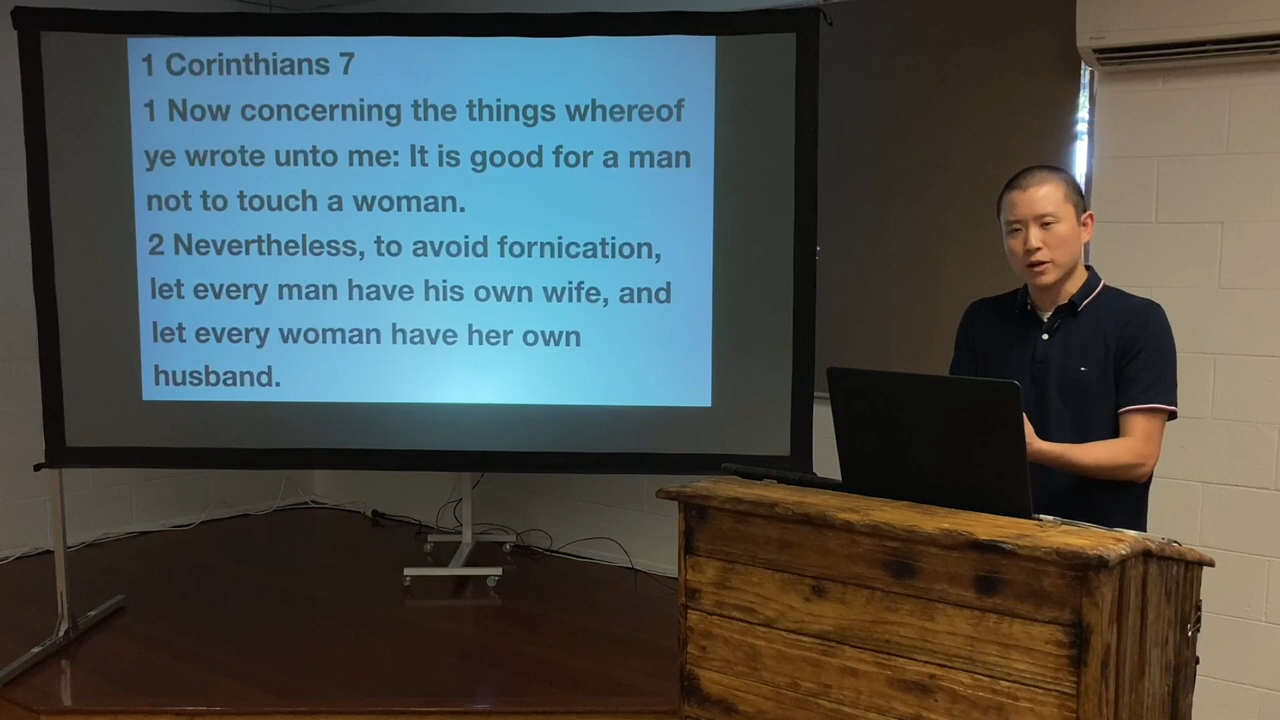 1 Corinthians 7
1 Now concerning the things whereof
ye wrote unto me: It is good for a man
not to touch a woman.
2 Nevertheless, to avoid fornication,
let every man have his own wife, and
let every woman have her own
husband.